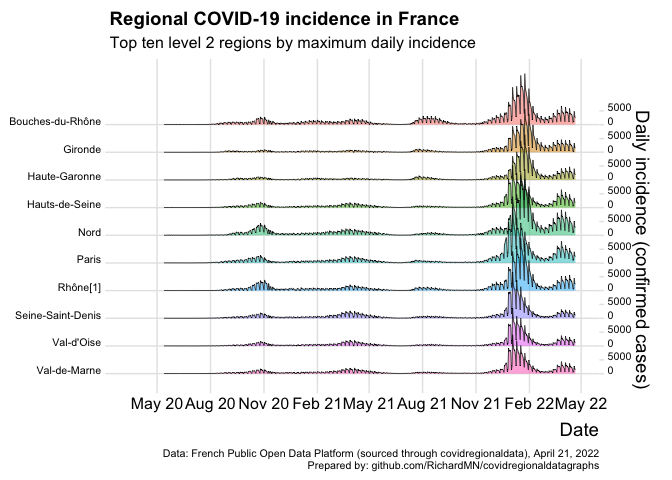 Regional COVID-19 incidence in France
Top ten level 2 regions by maximum daily incidence
Bouches-du-Rhône
Gironde
Haute-Garonne
Hauts-de-Seine
Nord
Paris
Rhône[1]
Seine-Saint-Denis
Val-d'Oise
Val-de-Marne
5000
0
5000
0
5000
0
5000
0
5000
0
5000
0
5000
0
5000
0
5000
0
5000
0
Daily incidence (confirmed cases)
May 20 Aug 20 Nov 20 Feb 21 May 21 Aug 21 Nov 21 Feb 22 May 22
Date
Data: French Public Open Data Platform (sourced through covidregionaldata), April 21, 2022
Prepared by: github.com/RichardMN/covidregionaldatagraphs